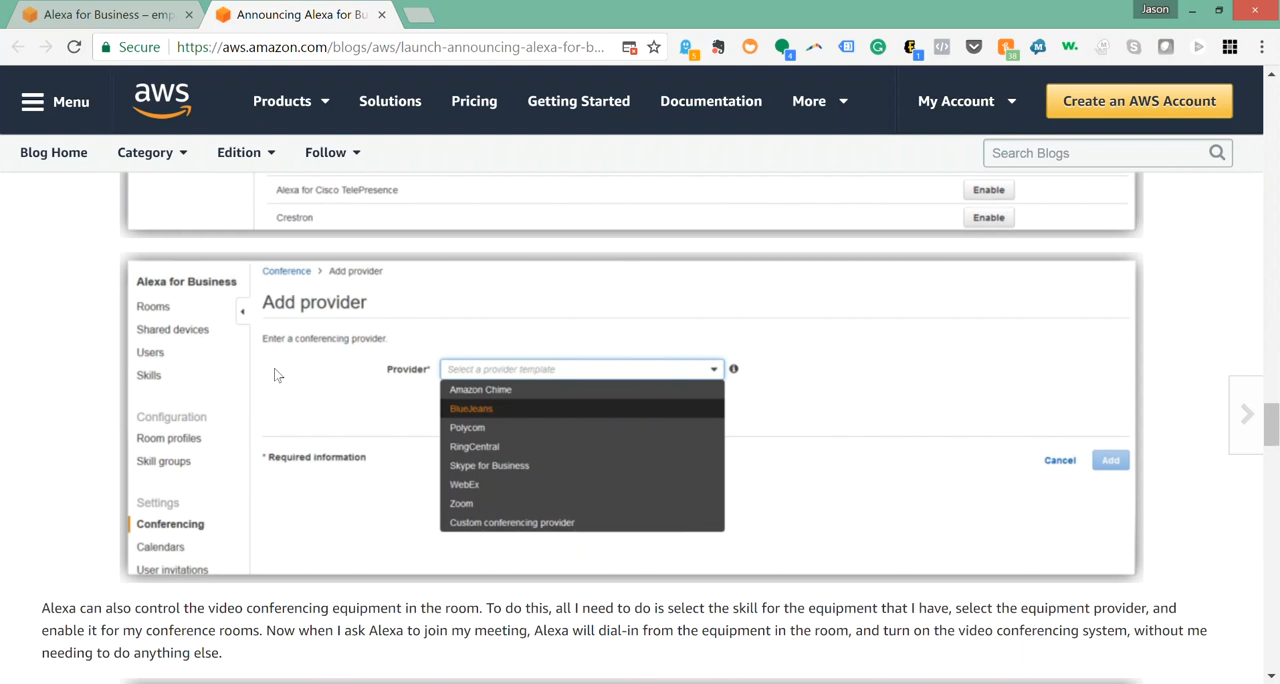 Alexa for Business – emp
Announcing Alexa for Bu
Jason
Secure
https://aws.amazon.com/blogs/aws/launch-announcing-alexa-for-b...
5
4
1
38
Menu
aws
Products
Solutions
Pricing
Getting Started
Documentation
More
My Account
Create an AWS Account
Blog Home
Category
Edition
Follow
Search Blogs
Alexa for Cisco TelePresence
Enable
Crestron
Enable
Alexa for Business
Rooms
Shared devices
Users
Skills
Configuration
Room profiles
Skill groups
Settings
Conferencing
Calendars
User invitations
Conference > Add provider
Add provider
Enter a conferencing provider.
Provider*
Select a provider template
Amazon Chime
BlueJeans
Polycom
RingCentral
Skype for Business
WebEx
Zoom
Custom conferencing provider
* Required information
Cancel
Add
Alexa can also control the video conferencing equipment in the room. To do this, all I need to do is select the skill for the equipment that I have, select the equipment provider, and
enable it for my conference rooms. Now when I ask Alexa to join my meeting, Alexa will dial-in from the equipment in the room, and turn on the video conferencing system, without me
needing to do anything else.